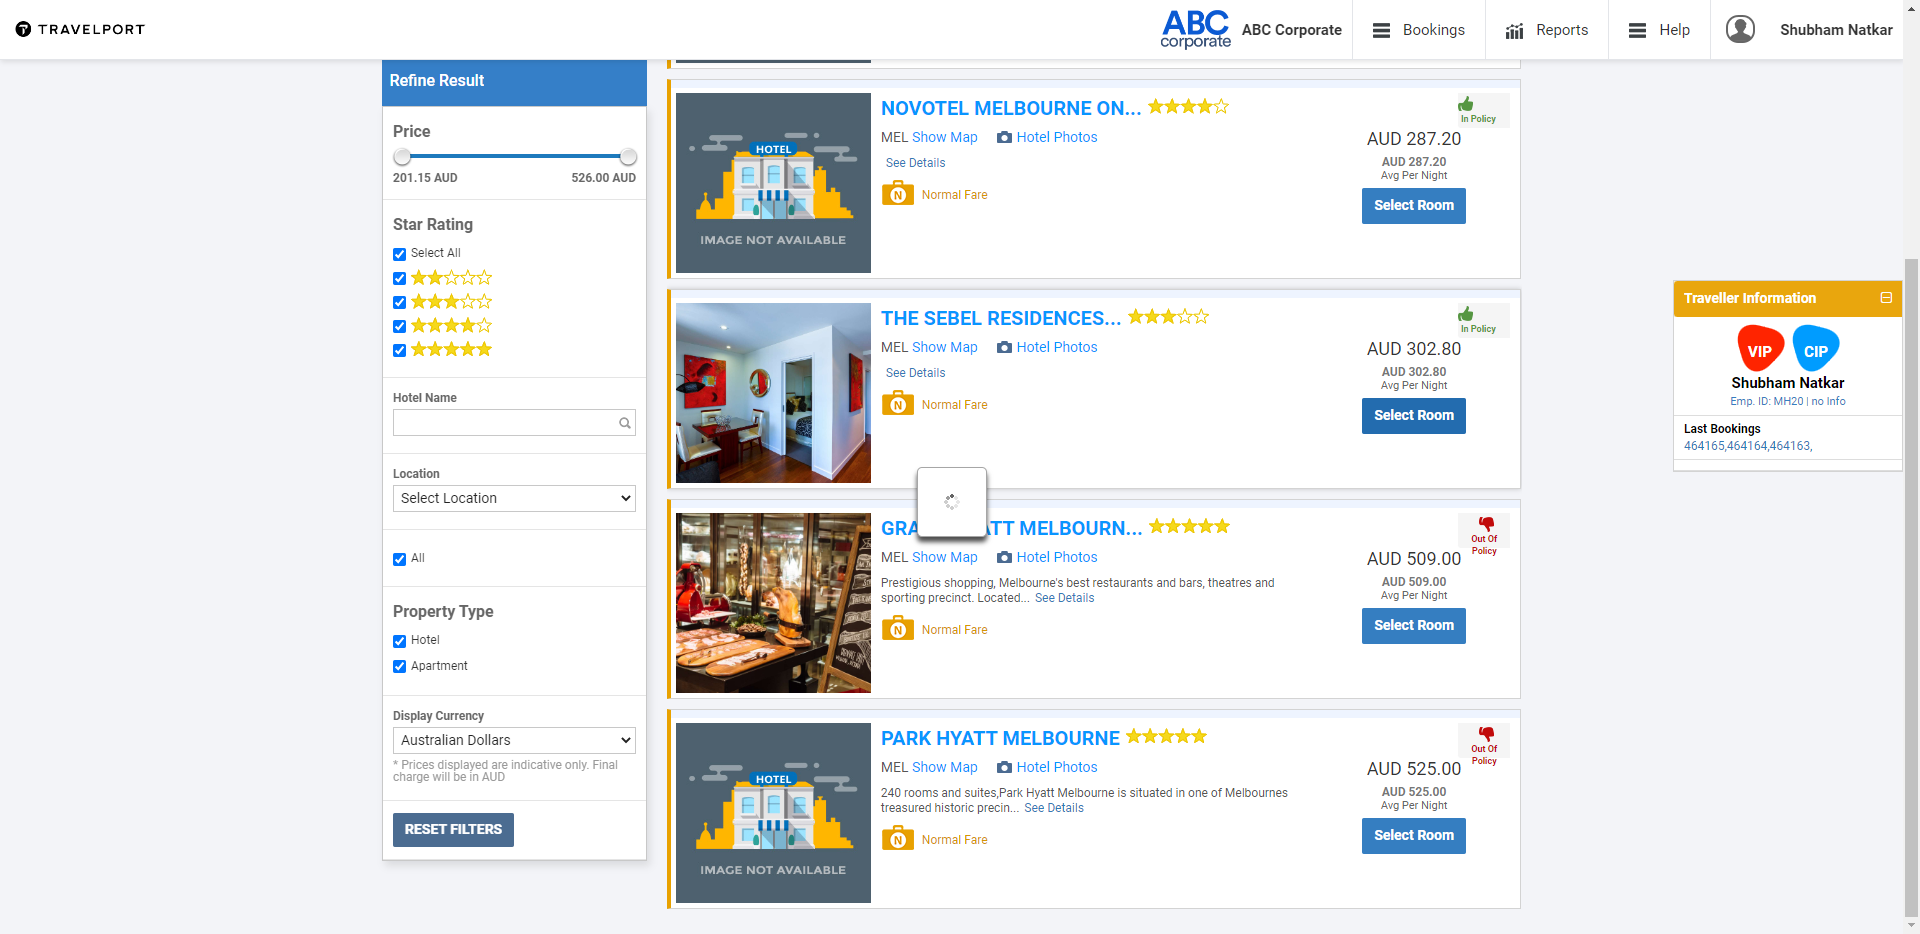 TRAVELPORT
ABC
corporate
ABC Corporate
Bookings
Reports
Help
Shubham Natkar
Refine Result
Price
201.15 AUD
526.00 AUD
Star Rating
Select All
Hotel Name
Location
Select Location
All
Property Type
Hotel
Apartment
Display Currency
Australian Dollars
* Prices displayed are indicative only. Final
charge will be in AUD
RESET FILTERS
HOTEL
IMAGE NOT AVAILABLE
NOVOTEL MELBOURNE ON...
MEL Show Map
Hotel Photos
See Details
N
Normal Fare
In Policy
AUD 287.20
AUD 287.20
Avg Per Night
Select Room
THE SEBEL RESIDENCES...
MEL Show Map
Hotel Photos
See Details
N
Normal Fare
In Policy
AUD 302.80
AUD 302.80
Avg Per Night
Select Room
MELBOURN...
MEL Show Map
Hotel Photos
Prestigious shopping, Melbourne's best restaurants and bars, theatres and
sporting precinct. Located... See Details
N
Normal Fare
Out Of
Policy
AUD 509.00
AUD 509.00
Avg Per Night
Select Room
HOTEL
IMAGE NOT AVAILABLE
PARK HYATT MELBOURNE
MEL Show Map
Hotel Photos
240 rooms and suites,Park Hyatt Melbourne is situated in one of Melbournes
treasured historic precin... See Details
N
Normal Fare
Out Of
Policy
AUD 525.00
AUD 525.00
Avg Per Night
Select Room
Traveller Information
VIP
CIP
Shubham Natkar
Emp. ID: MH20 | no Info
Last Bookings
464165,464164,464163,